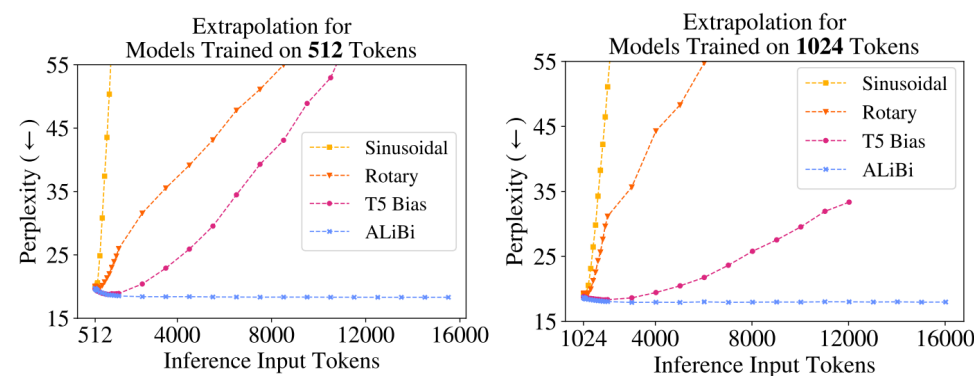 Extrapolation for
Models Trained on 512 Tokens
55
45
35
25
15
Perplexity (←)
Sinusoidal
Rotary
T5 Bias
ALiBi
512 4000 8000 12000 16000
Inference Input Tokens
Extrapolation for
Models Trained on 1024 Tokens
55
45
35
25
15
Perplexity (←)
Sinusoidal
Rotary
T5 Bias
ALiBi
1024 4000 8000 12000 16000
Inference Input Tokens